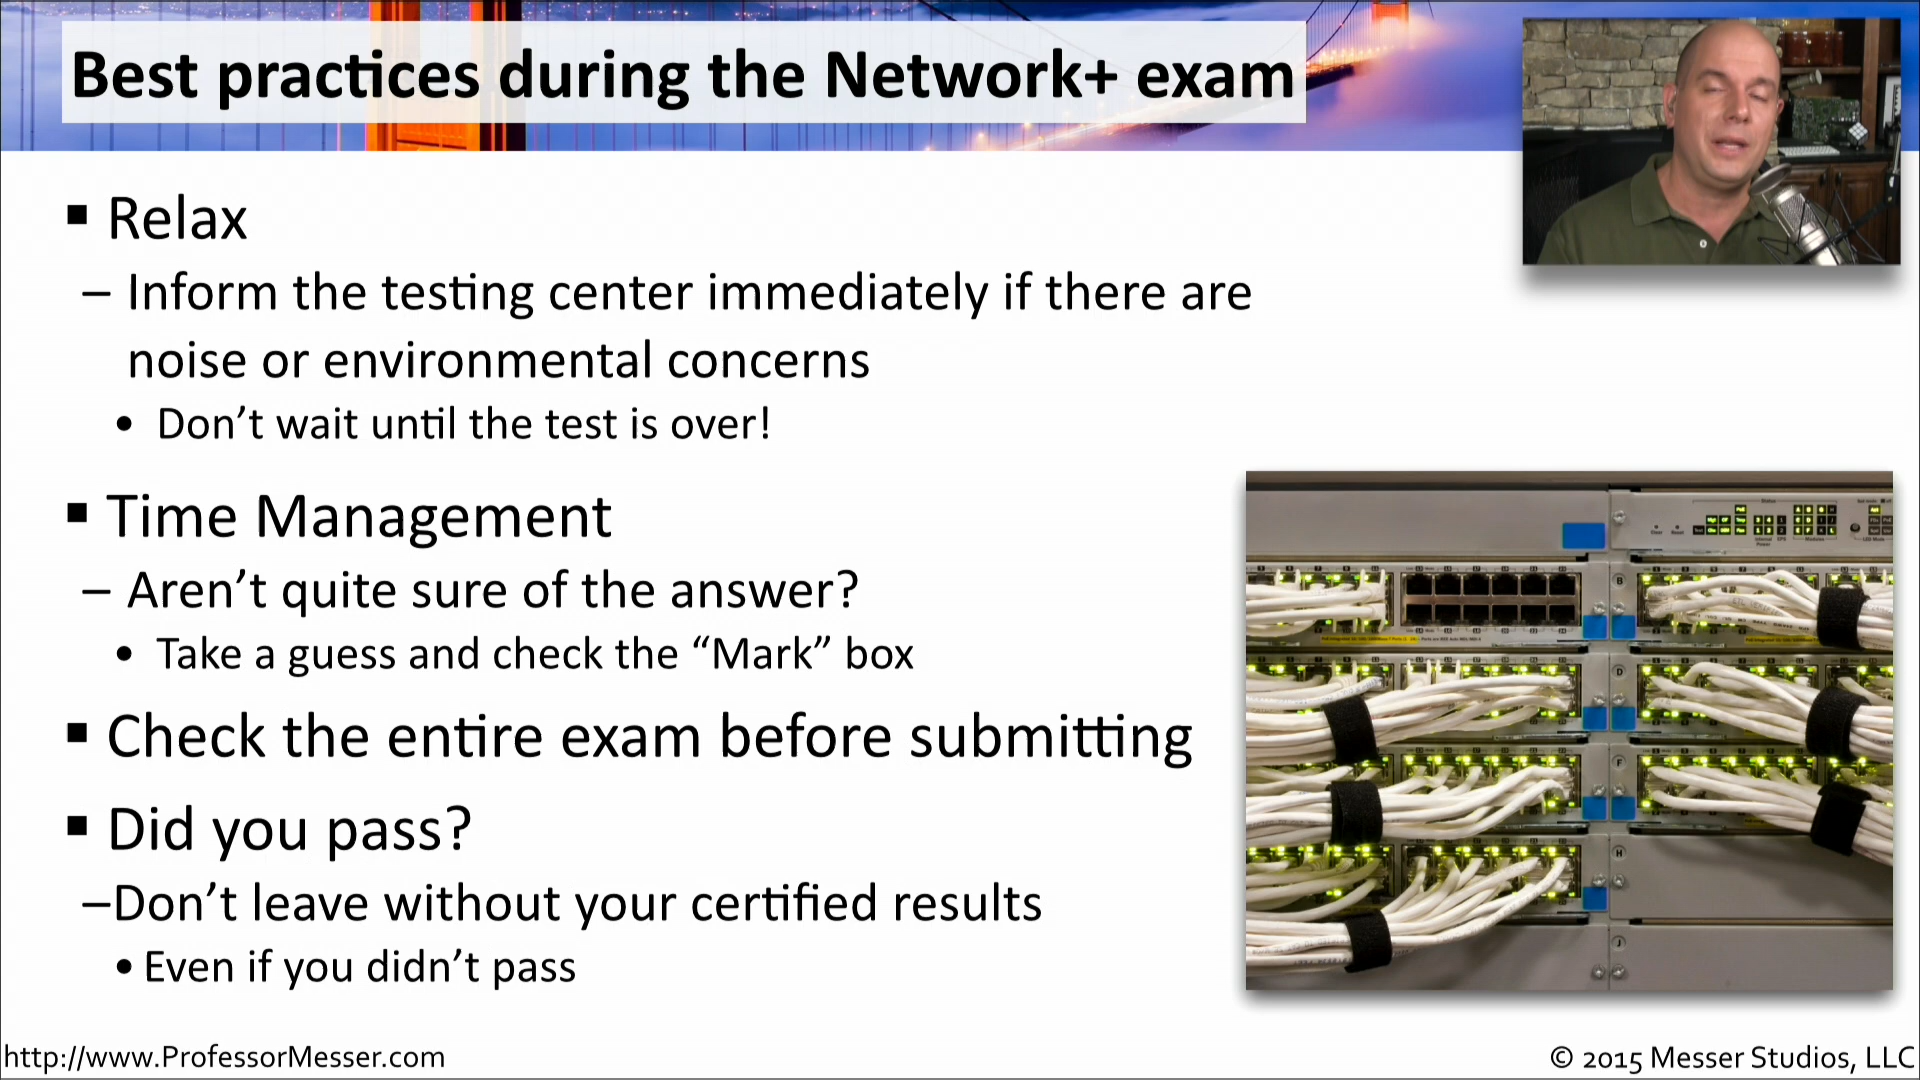 Best practices during the Network+ exam
▪ Relax
– Inform the testing center immediately if there are
noise or environmental concerns
• Don’t wait until the test is over!
▪ Time Management
– Aren’t quite sure of the answer?
• Take a guess and check the “Mark” box
▪ Check the entire exam before submitting
▪ Did you pass?
–Don’t leave without your certified results
• Even if you didn’t pass
B
D
F
H
J
http://www.ProfessorMesser.com
© 2015 Messer Studios, LLC